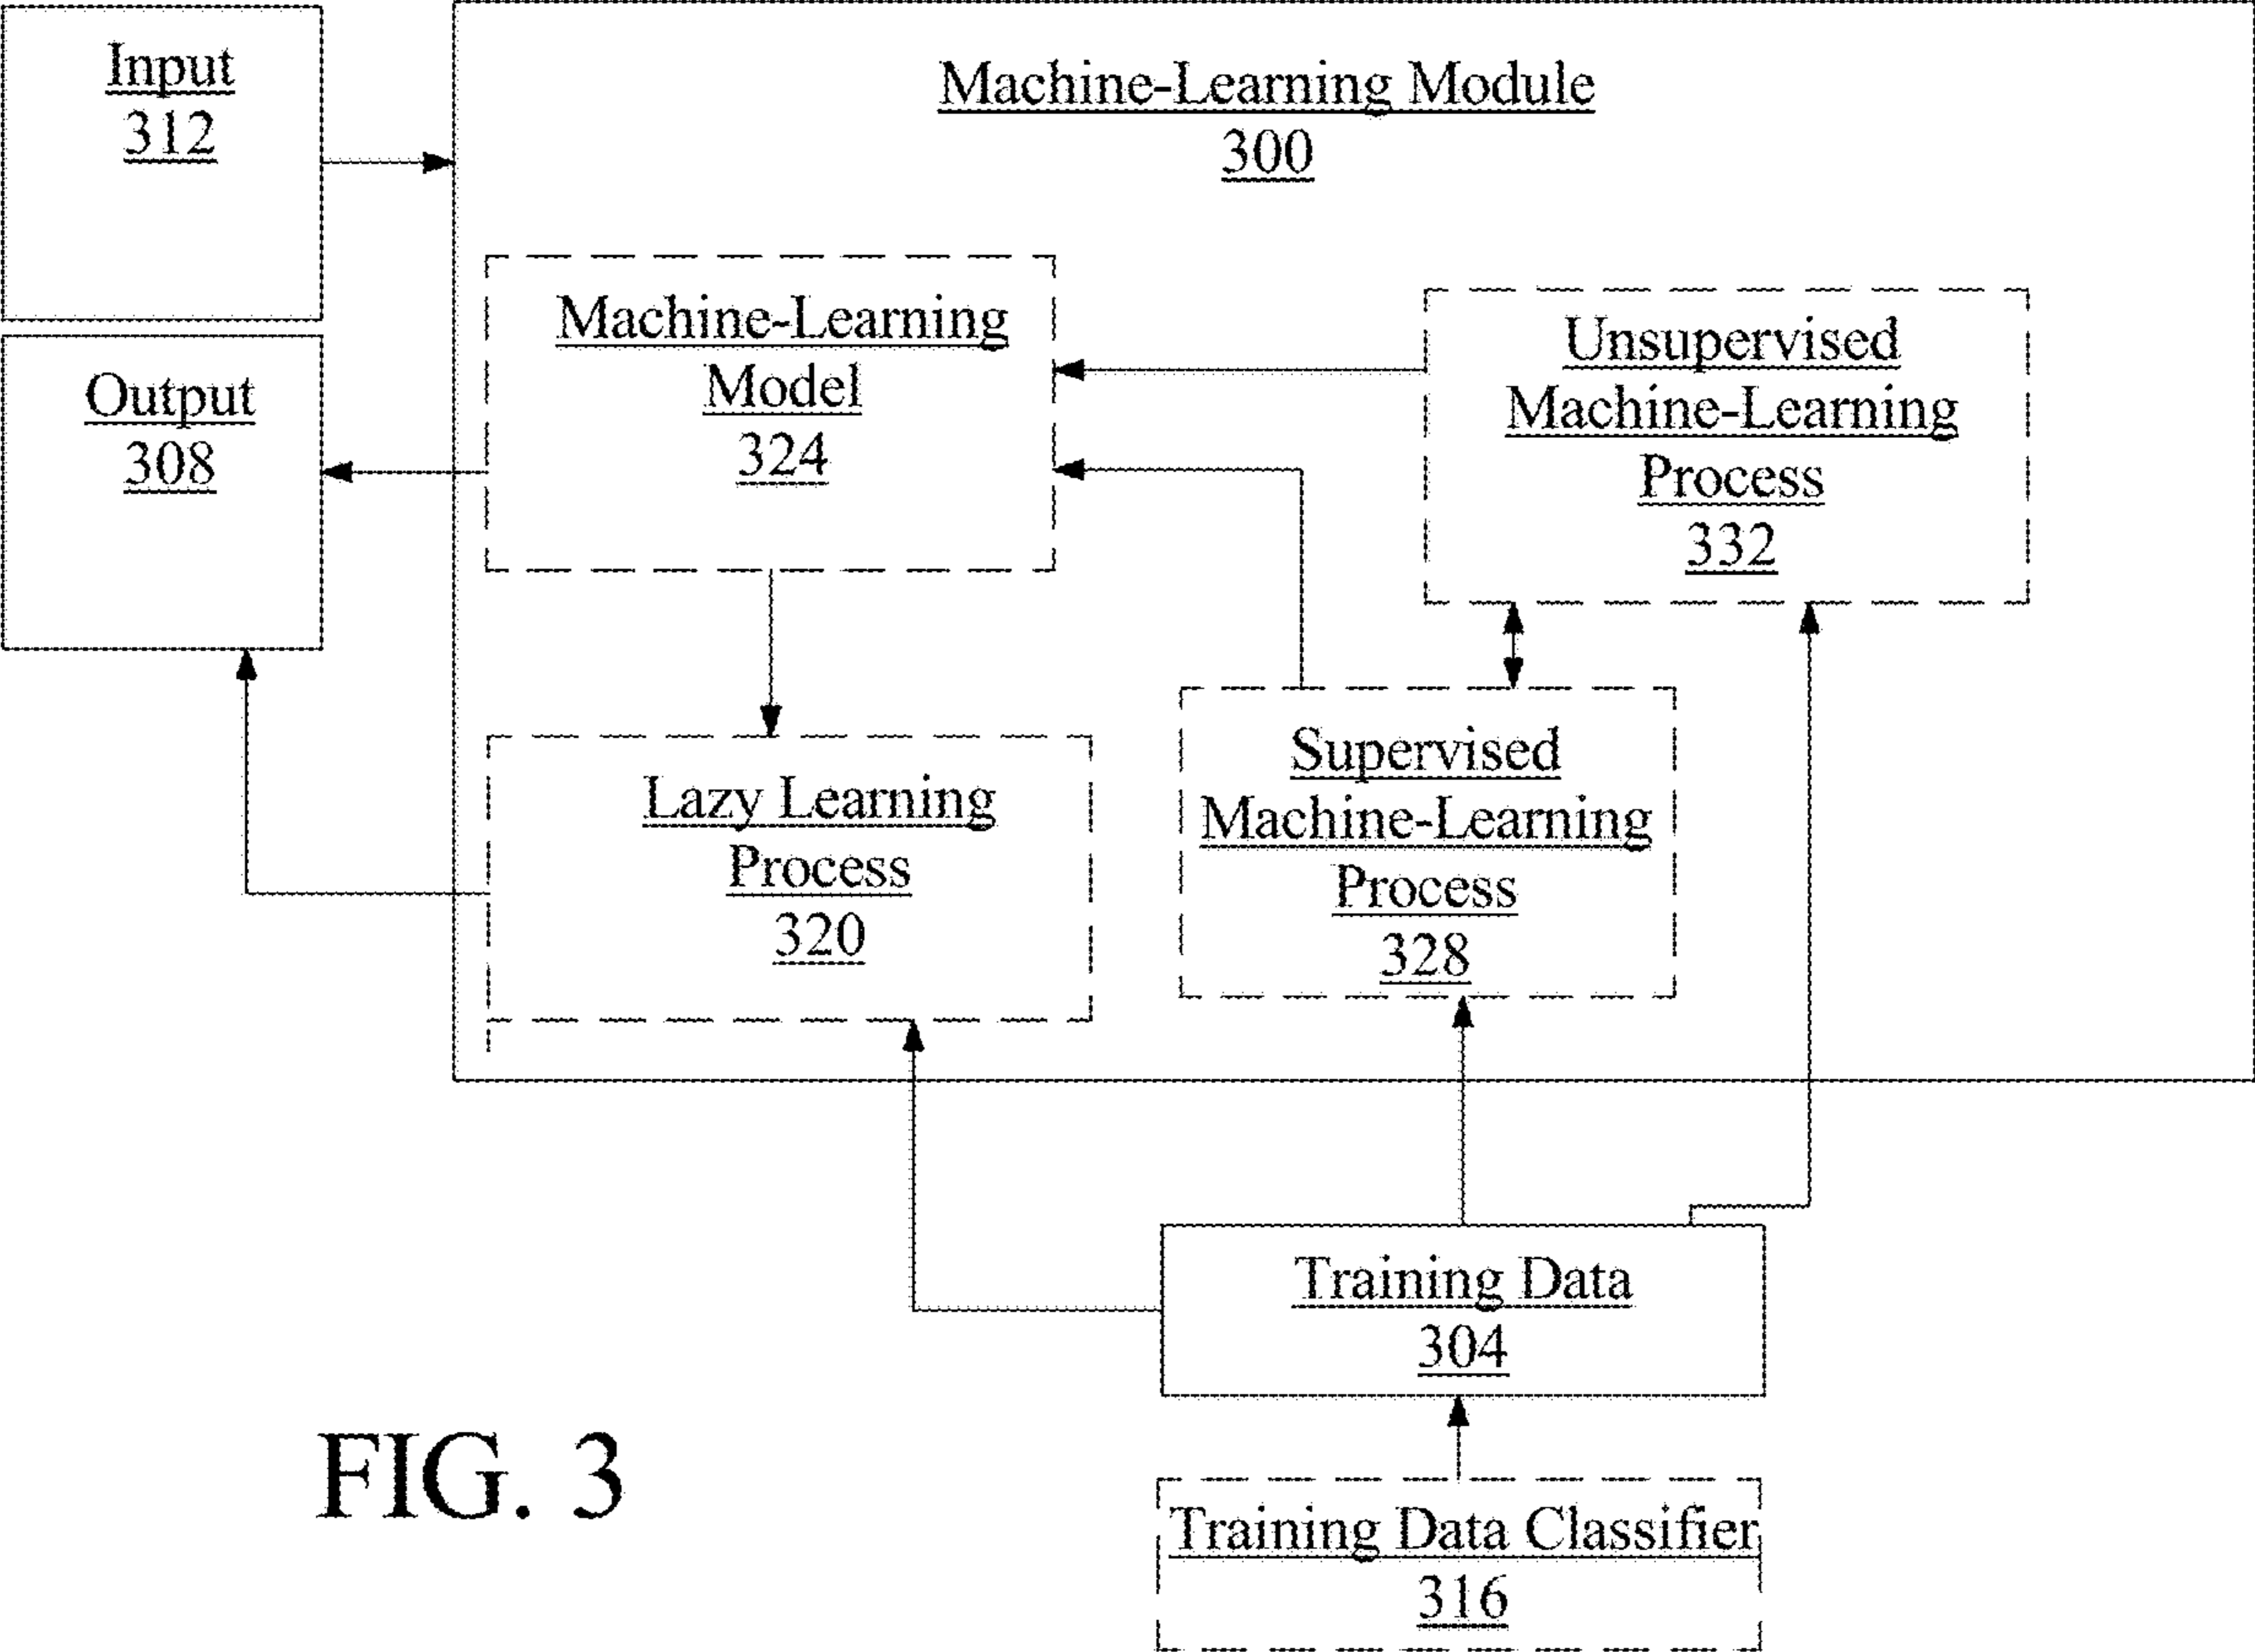 Input
312
Machine-Learning Module
300
Output
308
Machine-Learning
Model
324
Unsupervised
Machine-Learning
Process
332
Lazy Learning
Process
320
Supervised
Machine-Learning
Process
328
Training Data
304
Training Data Classifier
316
FIG. 3